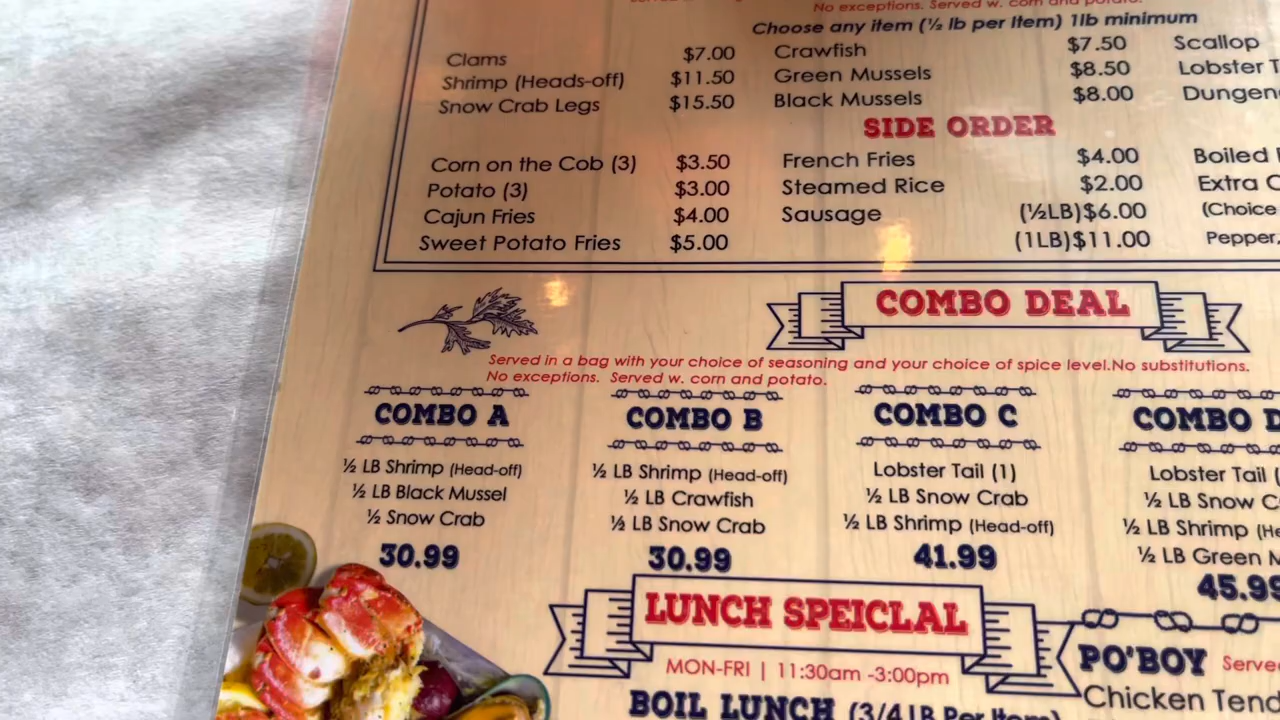 No exceptions. Served w. corn and potato.
Choose any item (½ lb per Item) 1lb minimum
Clams $7.00 Crawfish $7.50 Scallop
Shrimp (Heads-off) $11.50 Green Mussels $8.50 Lobster
Snow Crab Legs $15.50 Black Mussels $8.00
SIDE ORDER
Corn on the Cob (3) $3.50 French Fries $4.00 Boiled
Potato (3) $3.00 Steamed Rice $2.00 Extra
Cajun Fries $4.00 Sausage (½LB)$6.00 (Choice
Sweet Potato Fries $5.00 (1LB)$11.00 Pepper,
COMBO DEAL
Served in a bag with your choice of seasoning and your choice of spice level.No substitutions.
No exceptions. Served w. corn and potato.
COMBO A
½ LB Shrimp (Head-off)
½ LB Black Mussel
½ Snow Crab
30.99
COMBO B
½ LB Shrimp (Head-off)
½ LB Crawfish
½ LB Snow Crab
30.99
COMBO C
Lobster Tail (1)
½ LB Snow Crab
½ LB Shrimp (Head-off)
41.99
COMBO
Lobster Tail
½ LB Snow
½ LB Shrimp
½ LB Green
45.99
LUNCH SPEICLAL
MON-FRI | 11:30am -3:00pm
BOIL LUNCH (3/4LB Per Item)
PO'BOY
Chicken